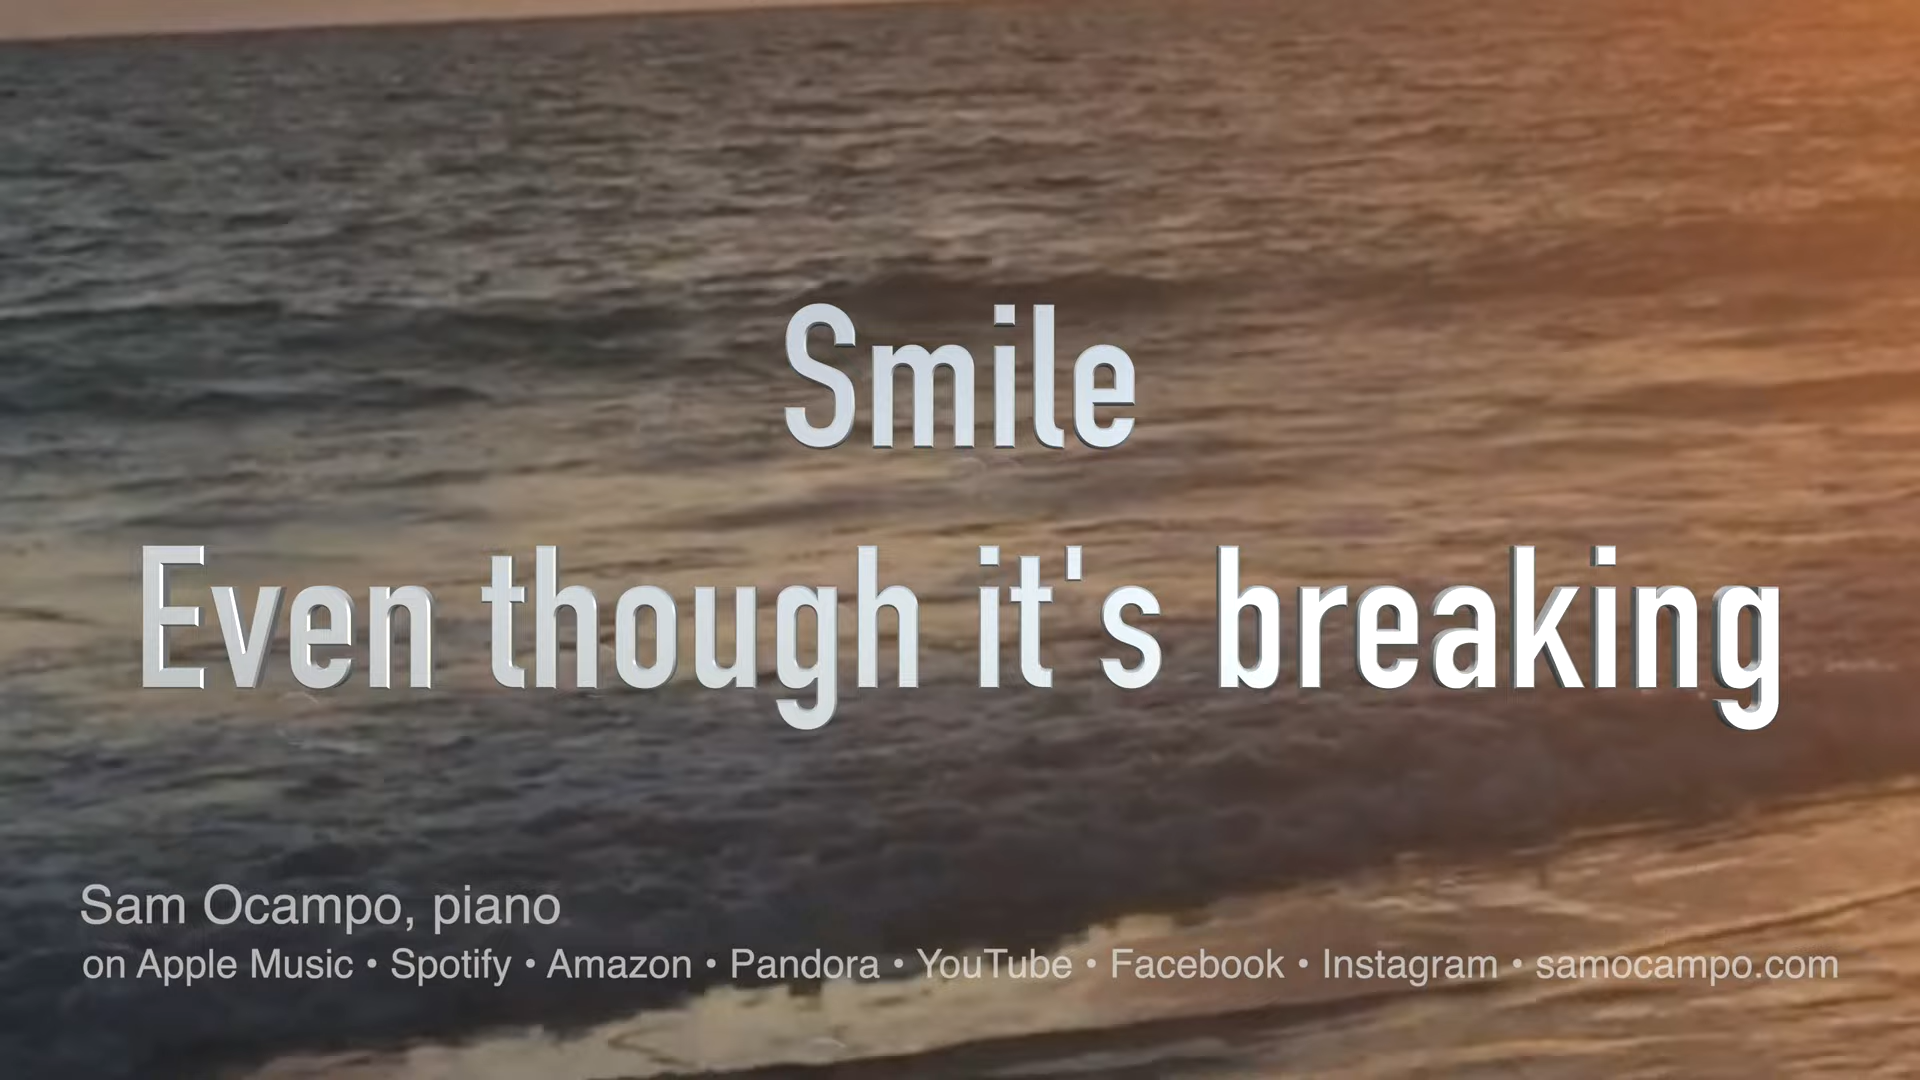 Smile
Even though it's breaking
Sam Ocampo, piano
on Apple Music • Spotify • Amazon • Pandora • YouTube • Facebook • Instagram • samocampo.com